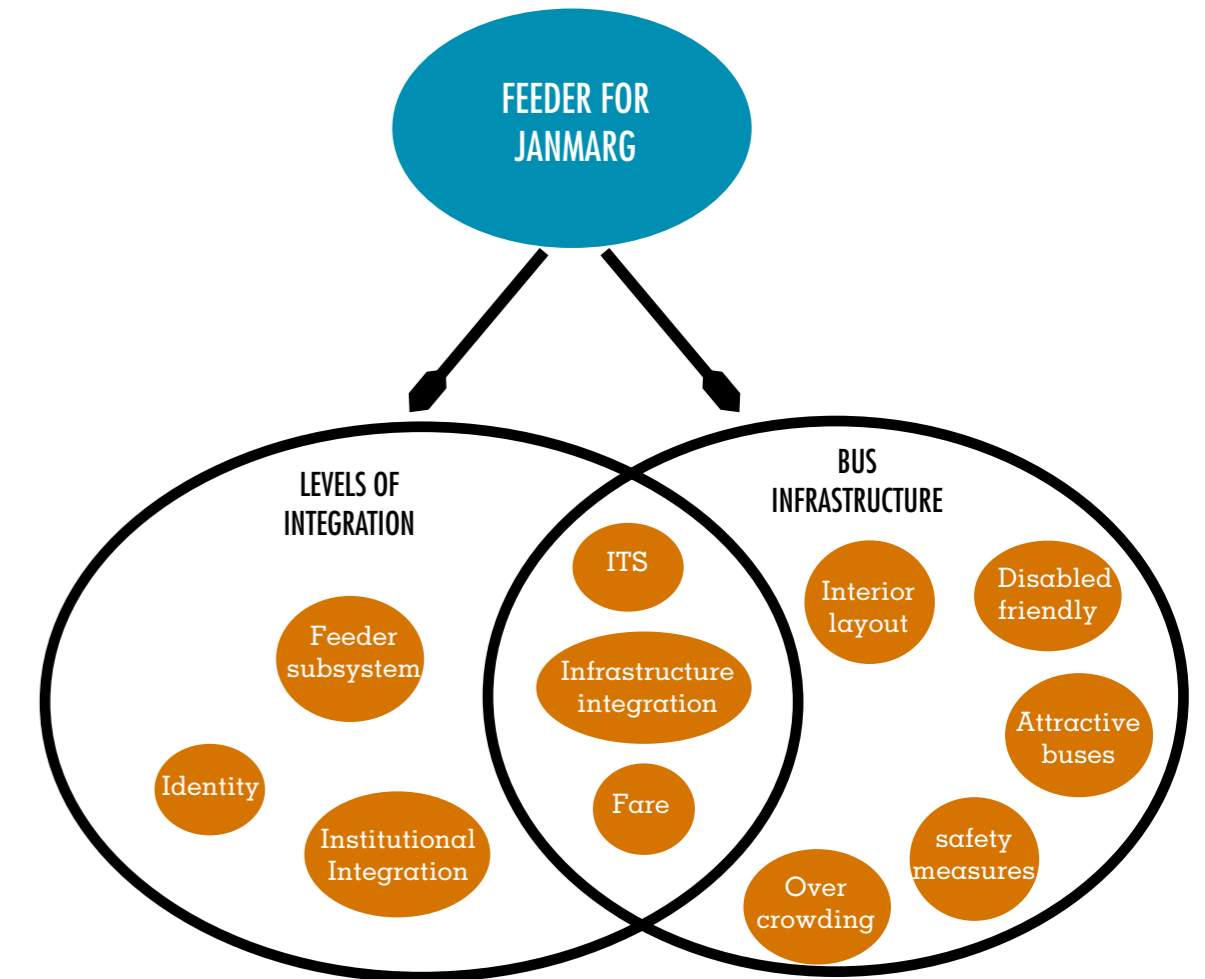 FEEDER FOR
JANMARG
LEVELS OF
INTEGRATION
Feeder
subsystem
Identity
Institutional
Integration
ITS
Infrastructure
integration
Fare
BUS
INFRASTRUCTURE
Interior
layout
Disabled
friendly
Attractive
buses
safety
measures
Over
crowding